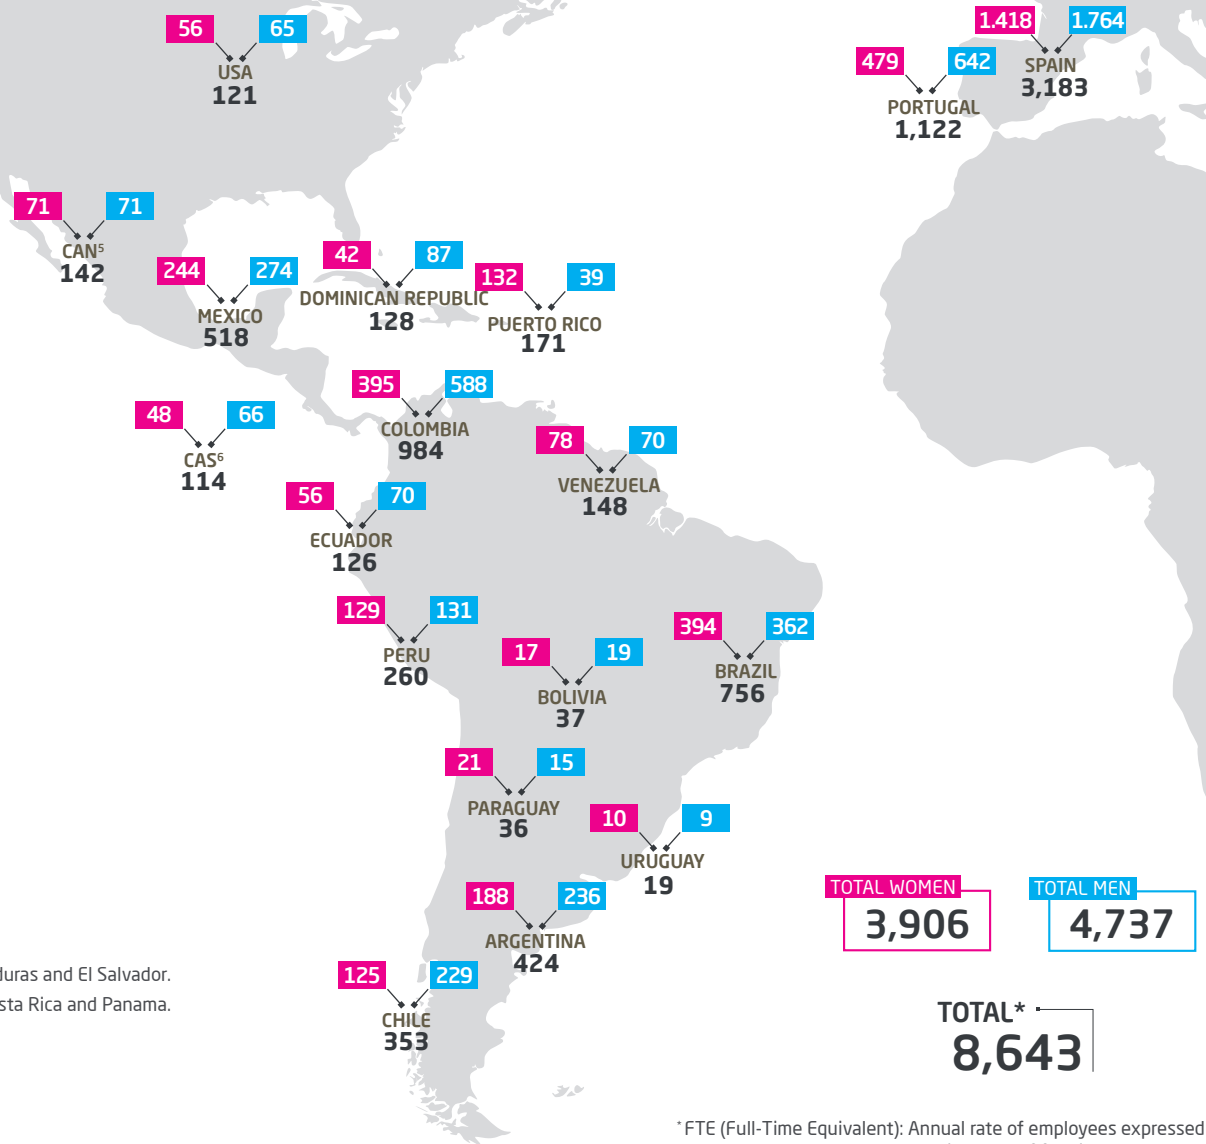 56 65
USA
121
1.418 1.764
SPAIN
3,183
479 642
PORTUGAL
1,122
71 71
CAN⁵
142
244 274
MEXICO
518
42 87
DOMINICAN REPUBLIC
128
132 39
PUERTO RICO
171
395 588
COLOMBIA
984
48 66
CAS⁶
114
78 70
VENEZUELA
148
56 70
ECUADOR
126
129 131
PERU
260
17 19
BOLIVIA
37
394 362
BRAZIL
756
21 15
PARAGUAY
36
10 9
URUGUAY
19
188 236
ARGENTINA
424
125 229
CHILE
353
TOTAL WOMEN
3,906
TOTAL MEN
4,737
duras and El Salvador.
sta Rica and Panama.
TOTAL*
8,643
* FTE (Full-Time Equivalent): Annual rate of employees expressed